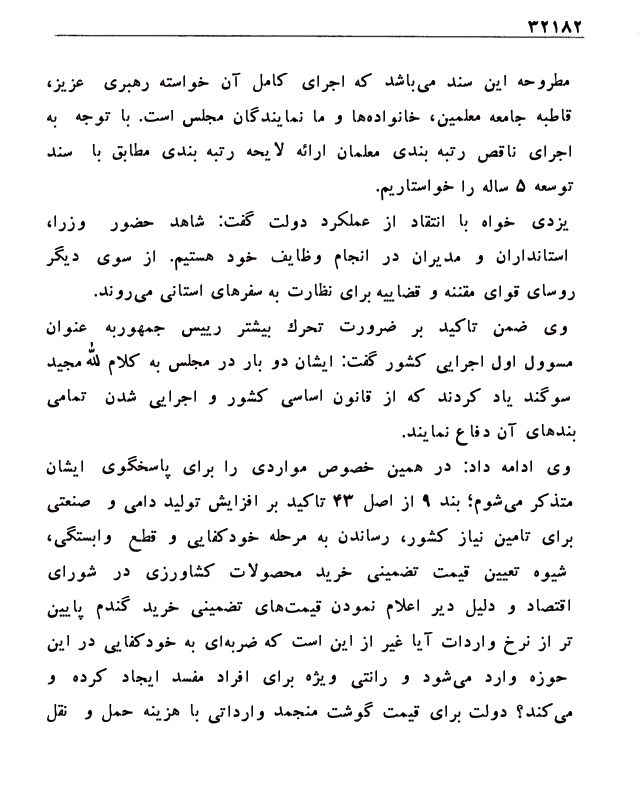 ۳۲۱۸۲
مطروحه این سند می‌باشد که اجرای کامل آن خواسته رهبری عزیز،
قاطبه جامعه معلمین، خانواده‌ها و ما نمایندگان مجلس است. با توجه به
اجرای ناقص رتبه بندی معلمان ارائه لایحه رتبه بندی مطابق با سند
توسعه ۵ ساله را خواستاریم.
یزدی خواه با انتقاد از عملکرد دولت گفت: شاهد حضور وزرا،
استانداران و مدیران در انجام وظایف خود هستیم. از سوی دیگر
روسای قوای مقننه و قضاییه برای نظارت به سفرهای استانی می‌روند.
وی ضمن تاکید بر ضرورت تحرك بیشتر رییس جمهوربه عنوان
مسوول اول اجرایی کشور گفت: ایشان دو بار در مجلس به کلام لله مجید
سوگند یاد کردند که از قانون اساسی کشور و اجرایی شدن تمامی
بندهای آن دفاع نمایند.
وی ادامه داد: در همین خصوص مواردی را برای پاسخگوی ایشان
متذکر می‌شوم؛ بند ۹ از اصل ۴۳ تاکید بر افزایش تولید دامی و صنعتی
برای تامین نیاز کشور، رساندن به مرحله خودکفایی و قطع وابستگی،
شیوه تعیین قیمت تضمینی خرید محصولات کشاورزی در شورای
اقتصاد و دلیل دیر اعلام نمودن قیمت‌های تضمینی خرید گندم پایین
تر از نرخ واردات آیا غیر از این است که ضربه‌ای به خودکفایی در این
حوزه وارد می‌شود و رانتی ویژه برای افراد مفسد ایجاد کرده و
می‌کند؟ دولت برای قیمت گوشت منجمد وارداتی با هزینه حمل و نقل